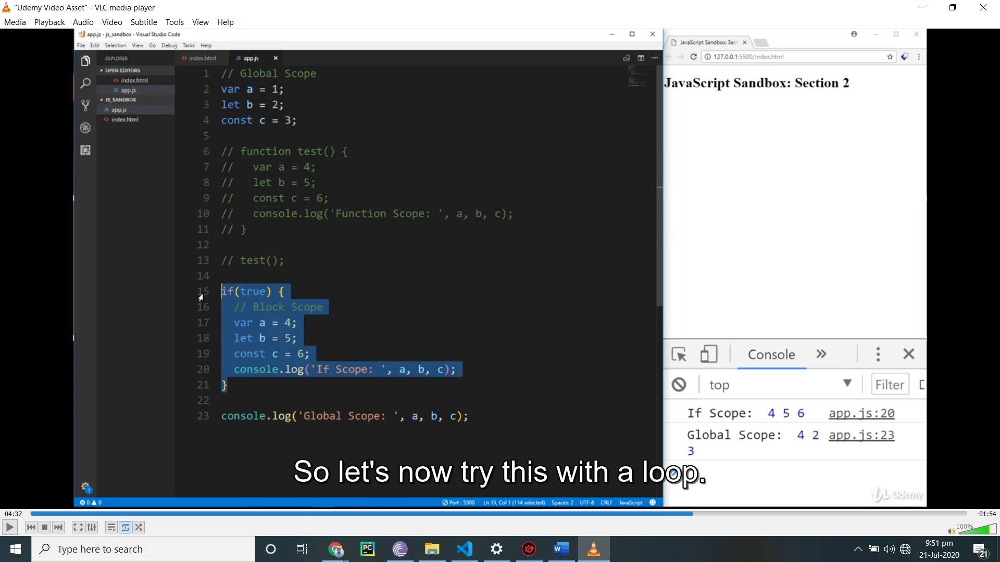 "Udemy Video Asset" - VLC media player
Media Playback Audio Video Subtitle Tools View Help
app.js - js_sandbox - Visual Studio Code
File Edit Selection View Go Debug Tasks Help
EXPLORER
OPEN EDITORS
index.html
app.js
JS_SANDBOX
JS app.js
index.html
index.html
JS app.js
1 // Global Scope
2 var a = 1;
3 let b = 2;
4 const c = 3;
5
6 // function test() {
7 //   var a = 4;
8 //   let b = 5;
9 //   const c = 6;
10 //   console.log('Function Scope: ', a, b, c);
11 // }
12
13 // test();
14
15 if(true) {
16   // Block Scope
17   var a = 4;
18   let b = 5;
19   const c = 6;
20   console.log('If Scope: ', a, b, c);
21 }
22
23 console.log('Global Scope: ', a, b, c);
1
0 0
Port : 5500 Ln 15, Col 1 (114 selected) Spaces: 2 UTF-8 CRLF JavaScript
JavaScript Sandbox: Sect
127.0.0.1:5500/index.html
JavaScript Sandbox: Section 2
Console
top Filter
If Scope: 4 5 6 app.js:20
Global Scope: 4 2 app.js:23
3
So let's now try this with a loop.
Udemy
04:37 -01:54
100%
Type here to search
PC
W
9:51 pm
21-Jul-2020
21